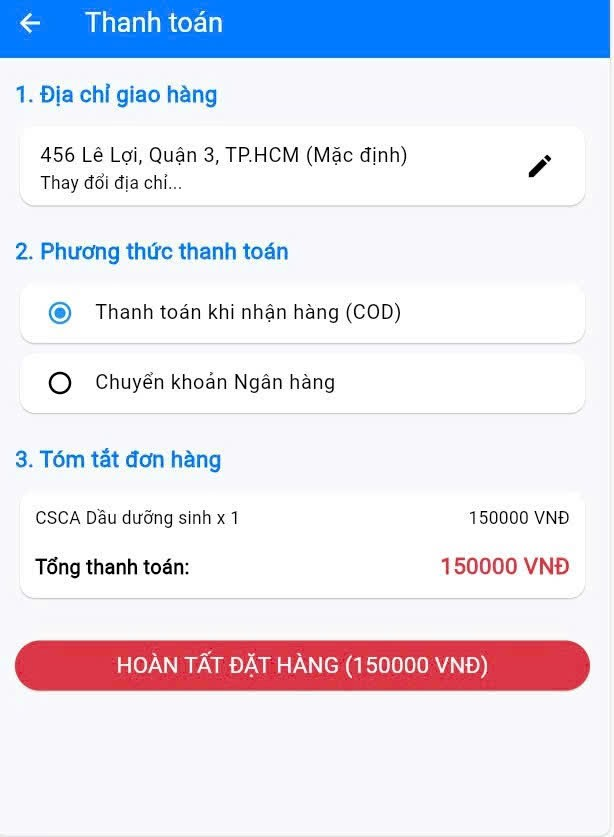 Thanh toán
1. Địa chỉ giao hàng
456 Lê Lợi, Quận 3, TP.HCM (Mặc định)
Thay đổi địa chỉ...
2. Phương thức thanh toán
Thanh toán khi nhận hàng (COD)
Chuyển khoản Ngân hàng
3. Tóm tắt đơn hàng
CSCA Dầu dưỡng sinh x 1 150000 VNĐ
Tổng thanh toán: 150000 VNĐ
HOÀN TẤT ĐẶT HÀNG (150000 VNĐ)